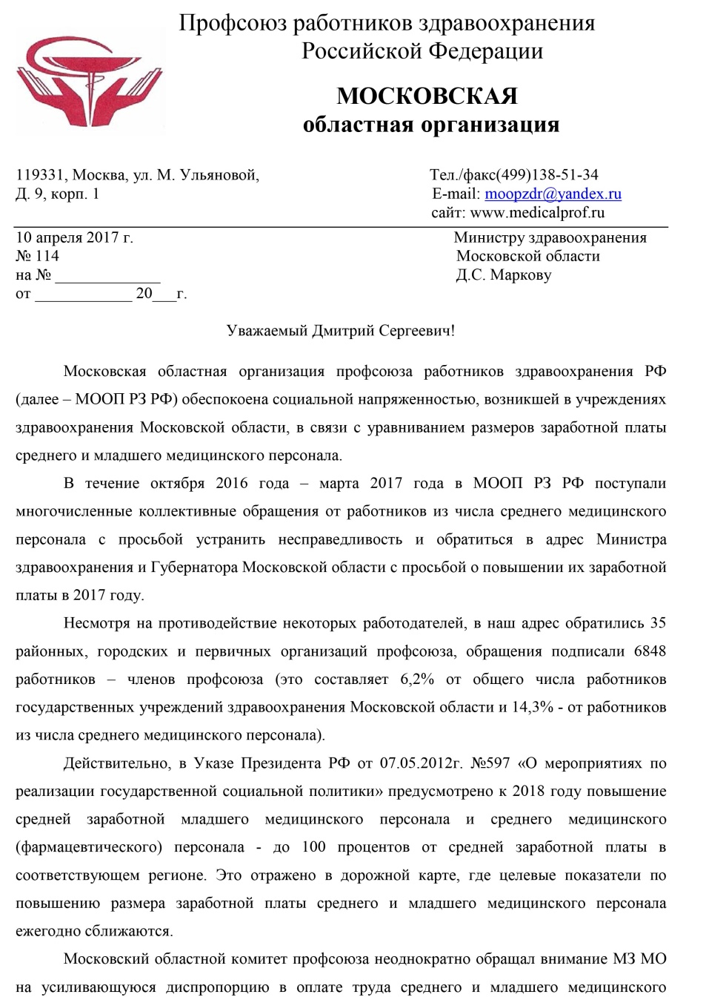 Профсоюз работников здравоохранения
Российской Федерации
МОСКОВСКАЯ
областная организация
119331, Москва, ул. М. Ульяновой, Тел./факс(499)138-51-34
Д. 9, корп. 1 E-mail: moopzdr@yandex.ru
сайт: www.medicalprof.ru
10 апреля 2017 г. Министру здравоохранения
№ 114 Московской области
на № _____________ Д.С. Маркову
от ____________ 20___г.
Уважаемый Дмитрий Сергеевич!
Московская областная организация профсоюза работников здравоохранения РФ
(далее – МООП РЗ РФ) обеспокоена социальной напряженностью, возникшей в учреждениях
здравоохранения Московской области, в связи с уравниванием размеров заработной платы
среднего и младшего медицинского персонала.
В течение октября 2016 года – марта 2017 года в МООП РЗ РФ поступали
многочисленные коллективные обращения от работников из числа среднего медицинского
персонала с просьбой устранить несправедливость и обратиться в адрес Министра
здравоохранения и Губернатора Московской области с просьбой о повышении их заработной
платы в 2017 году.
Несмотря на противодействие некоторых работодателей, в наш адрес обратились 35
районных, городских и первичных организаций профсоюза, обращения подписали 6848
работников – членов профсоюза (это составляет 6,2% от общего числа работников
государственных учреждений здравоохранения Московской области и 14,3% - от работников
из числа среднего медицинского персонала).
Действительно, в Указе Президента РФ от 07.05.2012г. №597 «О мероприятиях по
реализации государственной социальной политики» предусмотрено к 2018 году повышение
средней заработной младшего медицинского персонала и среднего медицинского
(фармацевтического) персонала - до 100 процентов от средней заработной платы в
соответствующем регионе. Это отражено в дорожной карте, где целевые показатели по
повышению размера заработной платы среднего и младшего медицинского персонала
ежегодно сближаются.
Московский областной комитет профсоюза неоднократно обращал внимание МЗ МО
на усиливающуюся диспропорцию в оплате труда среднего и младшего медицинского